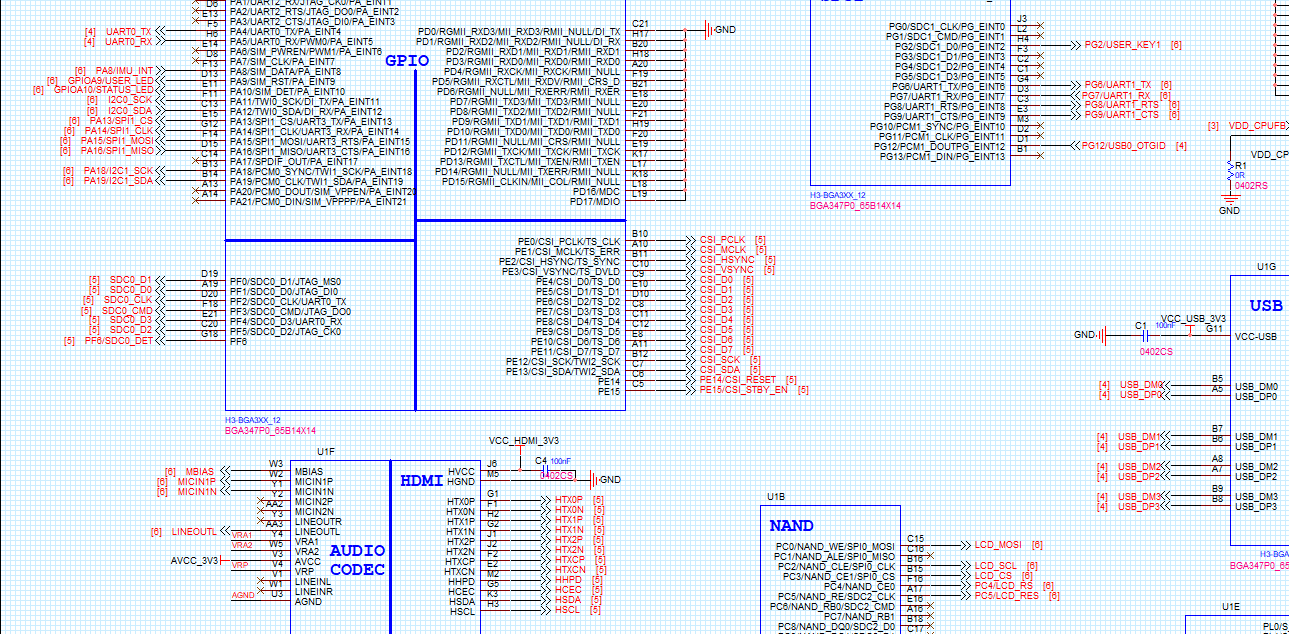 D6 PA1/UART2_RX/JTAG_CK0/PA_EINT1
E13 PA2/UART2_RTS/JTAG_DO0/PA_EINT2
F5 PA3/UART2_CTS/JTAG_DI0/PA_EINT3
[4] UART0_TX H6 PA4/UART0_TX/PA_EINT4
[4] UART0_RX E14 PA5/UART0_RX/PWM0/PA_EINT5
D8 PA6/SIM_PWREN/PWM1/PA_EINT6
F13 PA7/SIM_CLK/PA_EINT7
[6] PA8/IMU_INT D13 PA8/SIM_DATA/PA_EINT8
[6] GPIOA9/USER_LED E11 PA9/SIM_RST/PA_EINT9
[6] GPIOA10/STATUS_LED F11 PA10/SIM_DET/PA_EINT10
[6] I2C0_SCK C13 PA11/TWI0_SCK/DI_TX/PA_EINT11
[6] I2C0_SDA E15 PA12/TWI0_SDA/DI_RX/PA_EINT12
[6] PA13/SPI1_CS G12 PA13/SPI1_CS/UART3_TX/PA_EINT13
[6] PA14/SPI1_CLK F14 PA14/SPI1_CLK/UART3_RX/PA_EINT14
[6] PA15/SPI1_MOSI D15 PA15/SPI1_MOSI/UART3_RTS/PA_EINT15
[6] PA16/SPI1_MISO C14 PA16/SPI1_MISO/UART3_CTS/PA_EINT16
B13 PA17/SPDIF_OUT/PA_EINT17
[6] PA18/I2C1_SCK B14 PA18/PCM0_SYNC/TWI1_SCK/PA_EINT18
[6] PA19/I2C1_SDA A13 PA19/PCM0_CLK/TWI1_SDA/PA_EINT19
A14 PA20/PCM0_DOUT/SIM_VPPEN/PA_EINT20
PA21/PCM0_DIN/SIM_VPPPP/PA_EINT21
GPIO
PD0/RGMII_RXD3/MII_RXD3/RMII_NULL/DI_TX C21 GND
PD1/RGMII_RXD2/MII_RXD2/RMII_NULL/DI_RX H17
PD2/RGMII_RXD1/MII_RXD1/RMII_RXD1 B20
PD3/RGMII_RXD0/MII_RXD0/RMII_RXD0 H18
PD4/RGMII_RXCK/MII_RXCK/RMII_NULL A20
PD5/RGMII_RXCTL/MII_RXDV/RMII_CRS_D F19
PD6/RGMII_NULL/MII_RXERR/RMII_RXER B21
PD7/RGMII_TXD3/MII_TXD3/RMII_NULL E18
PD8/RGMII_TXD2/MII_TXD2/RMII_NULL E20
PD9/RGMII_TXD1/MII_TXD1/RMII_TXD1 F21
PD10/RGMII_TXD0/MII_TXD0/RMII_TXD0 H19
PD11/RGMII_NULL/MII_CRS/RMII_NULL F20
PD12/RGMII_TXCK/MII_TXCK/RMII_TXCK E19
PD13/RGMII_TXCTL/MII_TXEN/RMII_TXEN K17
PD14/RGMII_NULL/MII_TXERR/RMII_NULL L17
PD15/RGMII_CLKIN/MII_COL/RMII_NULL K18
PD16/MDC L18
PD17/MDIO L19
PG0/SDC1_CLK/PG_EINT0 J3
PG1/SDC1_CMD/PG_EINT1 L2
PG2/SDC1_D0/PG_EINT2 H4 PG2/USER_KEY1 [6]
PG3/SDC1_D1/PG_EINT3 F3
PG4/SDC1_D2/PG_EINT4 C2
PG5/SDC1_D3/PG_EINT5 C1
PG6/UART1_TX/PG_EINT6 G4 PG6/UART1_TX [6]
PG7/UART1_RX/PG_EINT7 D3 PG7/UART1_RX [6]
PG8/UART1_RTS/PG_EINT8 C3 PG8/UART1_RTS [6]
PG9/UART1_CTS/PG_EINT9 E3 PG9/UART1_CTS [6]
PG10/PCM1_SYNC/PG_EINT10 M3
PG11/PCM1_CLK/PG_EINT11 D2
PG12/PCM1_DOUTPG_EINT12 D1 PG12/USB0_OTGID [4]
PG13/PCM1_DIN/PG_EINT13 B1
H3-BGA3XX_12
BGA347P0_65B14X14
[3] VDD_CPUFB
VDD_CP
R1
0R
0402RS
GND
PE0/CSI_PCLK/TS_CLK B10 CSI_PCLK [5]
PE1/CSI_MCLK/TS_ERR A10 CSI_MCLK [5]
PE2/CSI_HSYNC/TS_SYNC B11 CSI_HSYNC [5]
PE3/CSI_VSYNC/TS_DVLD C10 CSI_VSYNC [5]
PE4/CSI_D0/TS_D0 C9 CSI_D0 [5]
PE5/CSI_D1/TS_D1 E10 CSI_D1 [5]
PE6/CSI_D2/TS_D2 D10 CSI_D2 [5]
PE7/CSI_D3/TS_D3 C8 CSI_D3 [5]
PE8/CSI_D4/TS_D4 C11 CSI_D4 [5]
PE9/CSI_D5/TS_D5 C12 CSI_D5 [5]
PE10/CSI_D6/TS_D6 E8 CSI_D6 [5]
PE11/CSI_D7/TS_D7 A11 CSI_D7 [5]
PE12/CSI_SCK/TWI2_SCK B12 CSI_SCK [5]
PE13/CSI_SDA/TWI2_SDA C7 CSI_SDA [5]
PE14 C6 PE14/CSI_RESET [5]
PE15 C5 PE15/CSI_STBY_EN [5]
[5] SDC0_D1 D19 PF0/SDC0_D1/JTAG_MS0
[5] SDC0_D0 A19 PF1/SDC0_D0/JTAG_DI0
[5] SDC0_CLK D20 PF2/SDC0_CLK/UART0_TX
[5] SDC0_CMD F18 PF3/SDC0_CMD/JTAG_DO0
[5] SDC0_D3 E21 PF4/SDC0_D3/UART0_RX
[5] SDC0_D2 C20 PF5/SDC0_D2/JTAG_CK0
[5] PF6/SDC0_DET G18 PF6
H3-BGA3XX_12
BGA347P0_65B14X14
U1G
USB
VCC_USB_3V3
GND C1 100nF G11 VCC-USB
0402CS
[4] USB_DM0 B5 USB_DM0
[4] USB_DP0 A5 USB_DP0
[4] USB_DM1 B7 USB_DM1
[4] USB_DP1 B6 USB_DP1
[4] USB_DM2 A8 USB_DM2
[4] USB_DP2 A7 USB_DP2
[4] USB_DM3 B9 USB_DM3
[4] USB_DP3 B8 USB_DP3
H3-BGA
BGA347P0_65
U1E
PL0/S
U1F
[6] MBIAS W3 MBIAS
[6] MICIN1P W2 MICIN1P
[6] MICIN1N Y1 MICIN1N
Y2 MICIN2P
AA2 MICIN2N
Y3 LINEOUTR
[6] LINEOUTL AA3 LINEOUTL
VRA1 Y4 VRA1
VRA2 W5 VRA2
AVCC_3V3 V3 AVCC
VRP V4 VRP
V1 LINEINL
W1 LINEINR
AGND U3 AGND
AUDIO
CODEC
HDMI
VCC_HDMI_3V3
C4 100nF
0402CS
GND
HVCC J6
HGND M5
HTX0P G1 HTX0P [5]
HTX0N F1 HTX0N [5]
HTX1P H2 HTX1P [5]
HTX1N G2 HTX1N [5]
HTX2P J1 HTX2P [5]
HTX2N J2 HTX2N [5]
HTXCP F2 HTXCP [5]
HTXCN E2 HTXCN [5]
HHPD M2 HHPD [5]
HCEC G5 HCEC [5]
HSDA K3 HSDA [5]
HSCL H3 HSCL [5]
U1B
NAND
PC0/NAND_WE/SPI0_MOSI C15 LCD_MOSI [6]
PC1/NAND_ALE/SPI0_MISO C16
PC2/NAND_CLE/SPI0_CLK B16 LCD_SCL [6]
PC3/NAND_CE1/SPI0_CS B15 LCD_CS [6]
PC4/NAND_CE0 F16 PC4/LCD_RS [6]
PC5/NAND_RE/SDC2_CLK A17 PC5/LCD_RES [6]
PC6/NAND_RB0/SDC2_CMD E16
PC7/NAND_RB1 A16
PC8/NAND_DQ0/SDC2_D0 B18
C17